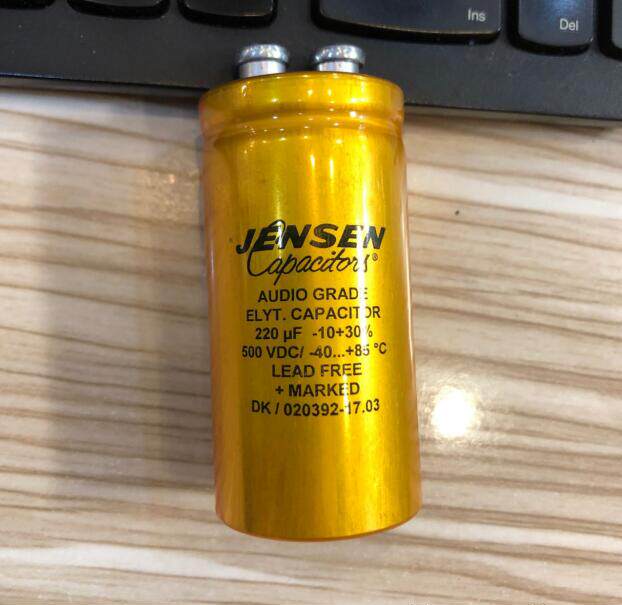 Ins
Del
JENSEN
Capacitors®
AUDIO GRADE
ELYT. CAPACITOR
220 µF -10+30%
500 VDC/ -40...+85 °C
LEAD FREE
+ MARKED
DK / 020392-17.03